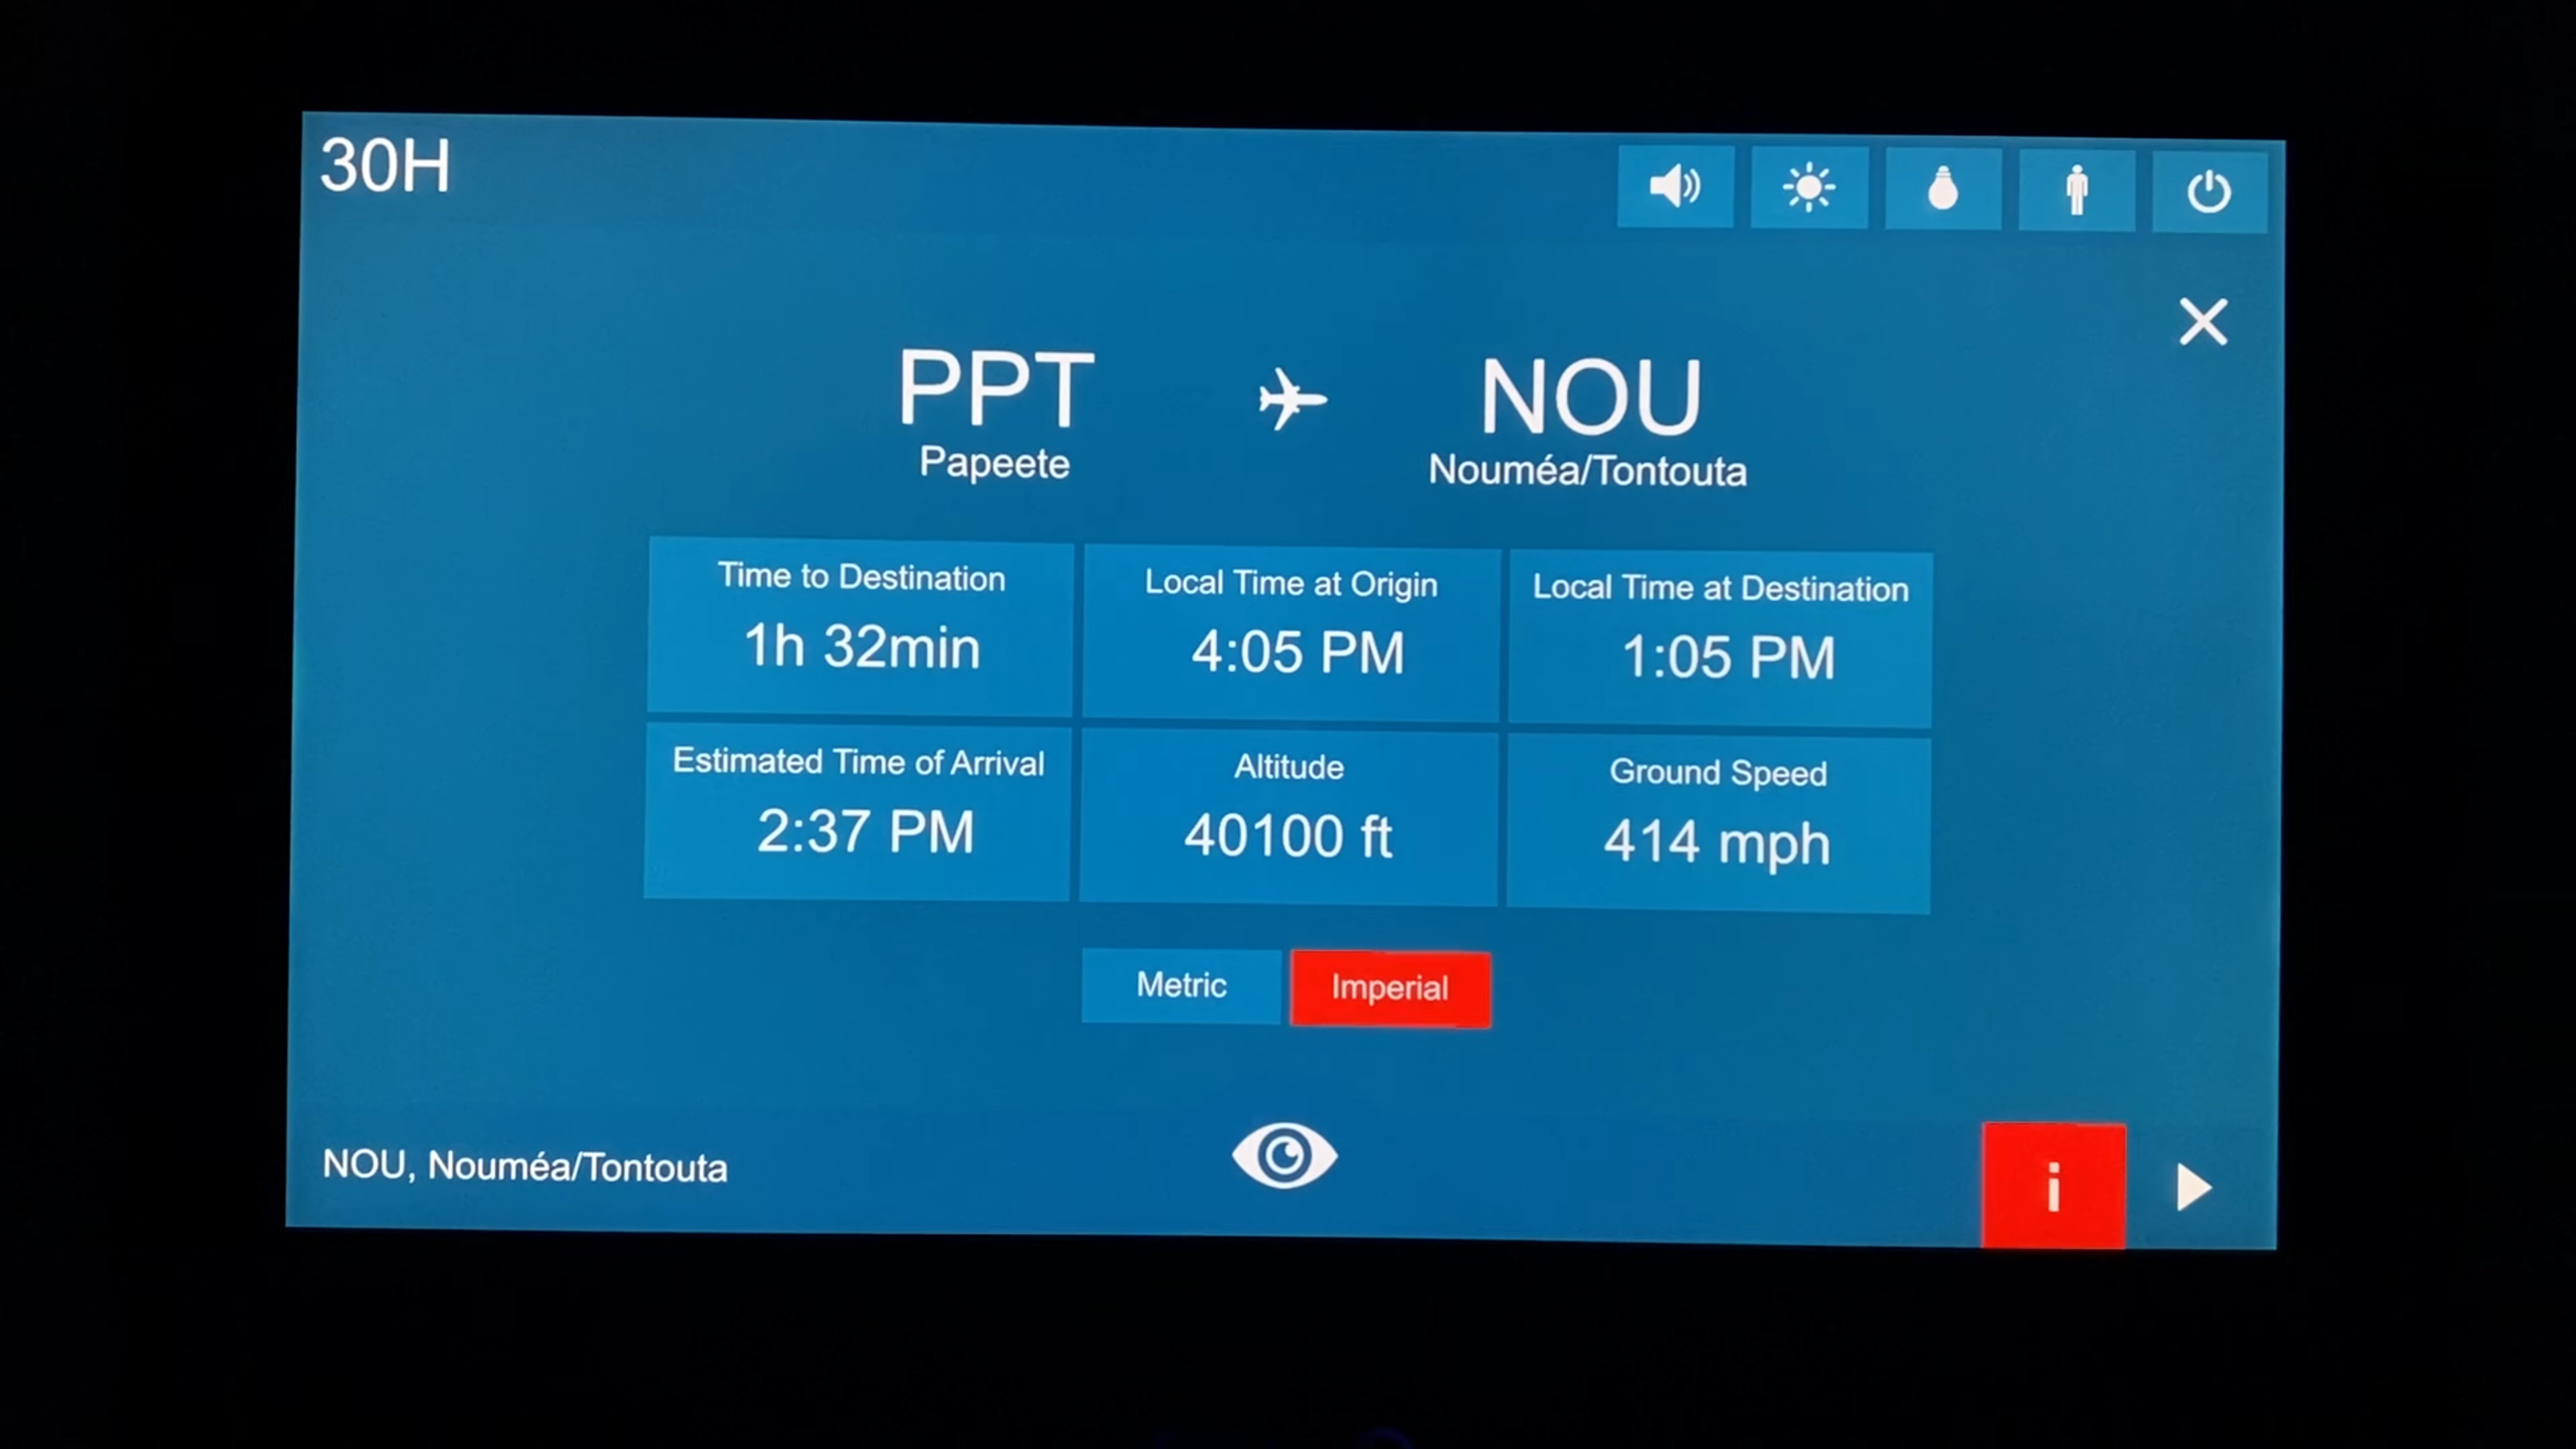 30H
PPT
Papeete
NOU
Nouméa/Tontouta
Time to Destination
1h 32min
Local Time at Origin
4:05 PM
Local Time at Destination
1:05 PM
Estimated Time of Arrival
2:37 PM
Altitude
40100 ft
Ground Speed
414 mph
Metric
Imperial
NOU, Nouméa/Tontouta
i